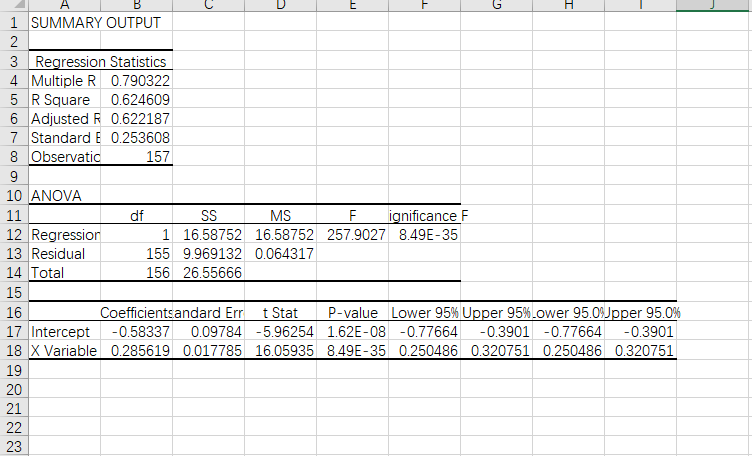 A B C D E F G H I J
1 SUMMARY OUTPUT
2
3 Regression Statistics
4 Multiple R 0.790322
5 R Square 0.624609
6 Adjusted R 0.622187
7 Standard E 0.253608
8 Observatic 157
9
10 ANOVA
11 df SS MS F ignificance F
12 Regression 1 16.58752 16.58752 257.9027 8.49E-35
13 Residual 155 9.969132 0.064317
14 Total 156 26.55666
15
16 Coefficients andard Err t Stat P-value Lower 95% Upper 95% ower 95.0% Upper 95.0%
17 Intercept -0.58337 0.09784 -5.96254 1.62E-08 -0.77664 -0.3901 -0.77664 -0.3901
18 X Variable 0.285619 0.017785 16.05935 8.49E-35 0.250486 0.320751 0.250486 0.320751
19
20
21
22
23